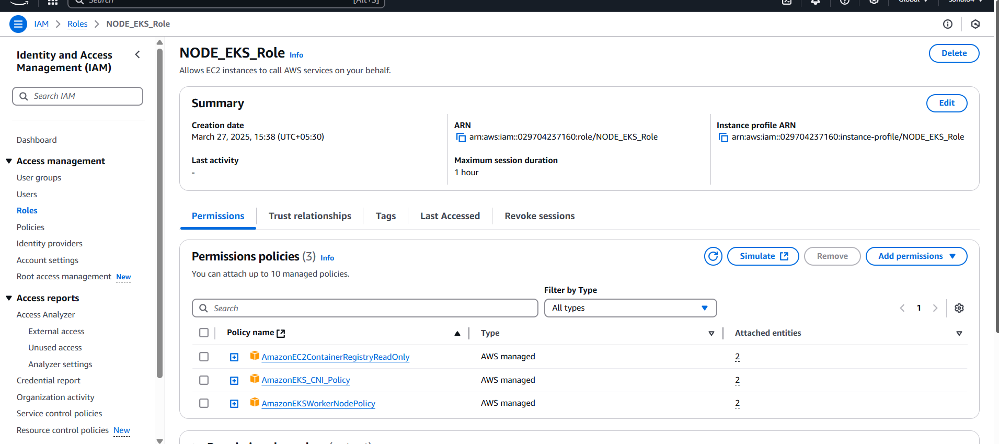 Search
[Alt+S]
Global
IAM
Roles
NODE_EKS_Role
Identity and Access
Management (IAM)
Search IAM
Dashboard
Access management
User groups
Users
Roles
Policies
Identity providers
Account settings
Root access management New
Access reports
Access Analyzer
External access
Unused access
Analyzer settings
Credential report
Organization activity
Service control policies
Resource control policies New
NODE_EKS_Role Info
Delete
Allows EC2 instances to call AWS services on your behalf.
Summary
Edit
Creation date
March 27, 2025, 15:38 (UTC+05:30)
ARN
arn:aws:iam::029704237160:role/NODE_EKS_Role
Instance profile ARN
arn:aws:iam::029704237160:instance-profile/NODE_EKS_Role
Last activity
-
Maximum session duration
1 hour
Permissions
Trust relationships
Tags
Last Accessed
Revoke sessions
Permissions policies (3) Info
Simulate
Remove
Add permissions
You can attach up to 10 managed policies.
Filter by Type
Search
All types
1
Policy name
Type
Attached entities
AmazonEC2ContainerRegistryReadOnly
AWS managed
2
AmazonEKS_CNI_Policy
AWS managed
2
AmazonEKSWorkerNodePolicy
AWS managed
2